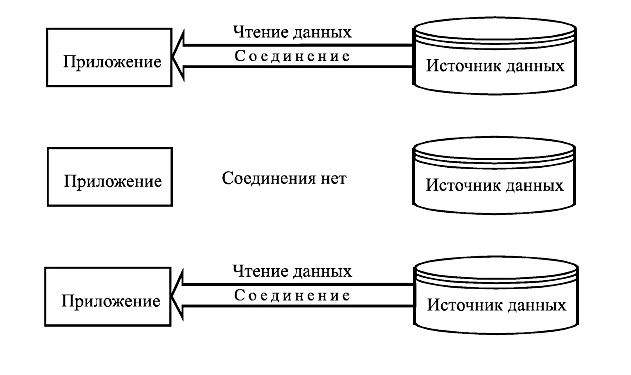 Чтение данных
Приложение
Соединение
Источник данных
Приложение
Соединения нет
Источник данных
Чтение данных
Приложение
Соединение
Источник данных